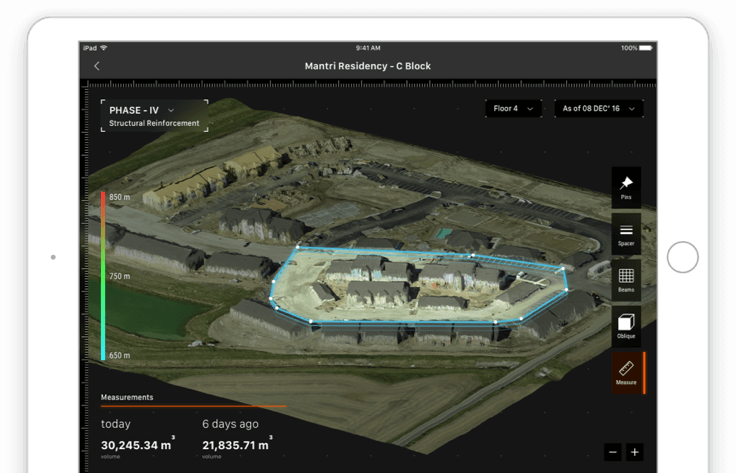 iPad
9:41 AM
100%
Mantri Residency - C Block
PHASE - IV
Structural Reinforcement
Floor 4
As of 08 DEC' 16
850 m
750 m
650 m
Pins
Spacer
Beams
Oblique
Measure
Measurements
today
6 days ago
30,245.34 m³
21,835.71 m³
volume
volume
− +